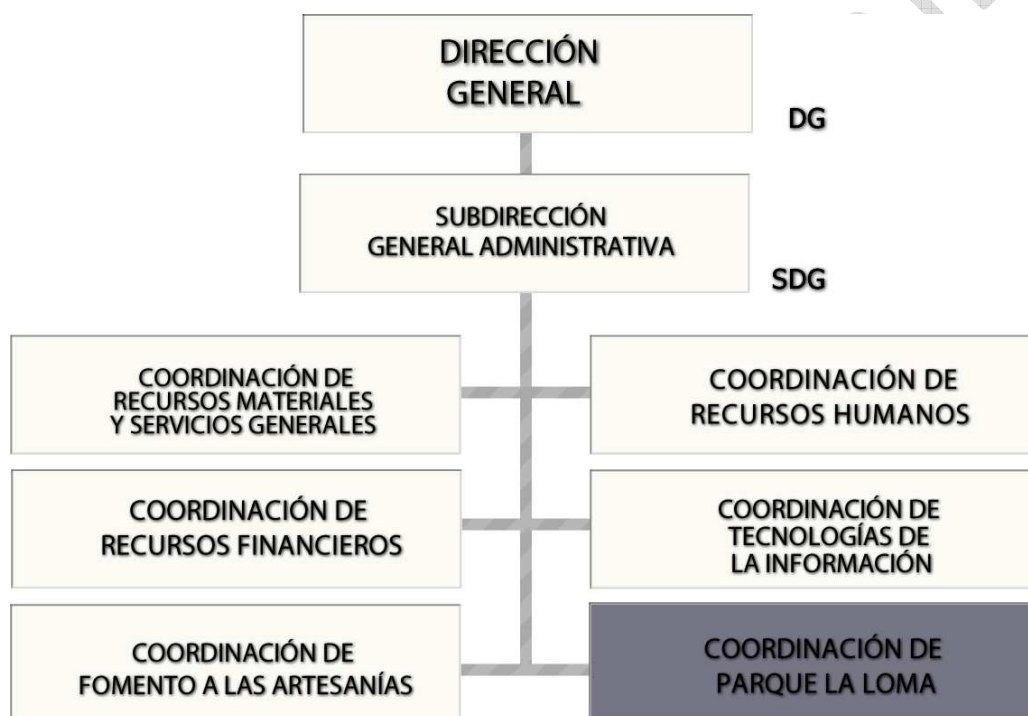 DIRECCIÓN
GENERAL
DG
SUBDIRECCIÓN
GENERAL ADMINISTRATIVA
SDG
COORDINACIÓN DE
RECURSOS MATERIALES
Y SERVICIOS GENERALES
COORDINACIÓN DE
RECURSOS HUMANOS
COORDINACIÓN DE
RECURSOS FINANCIEROS
COORDINACIÓN DE
TECNOLOGÍAS DE
LA INFORMACIÓN
COORDINACIÓN DE
FOMENTO A LAS ARTESANÍAS
COORDINACIÓN DE
PARQUE LA LOMA